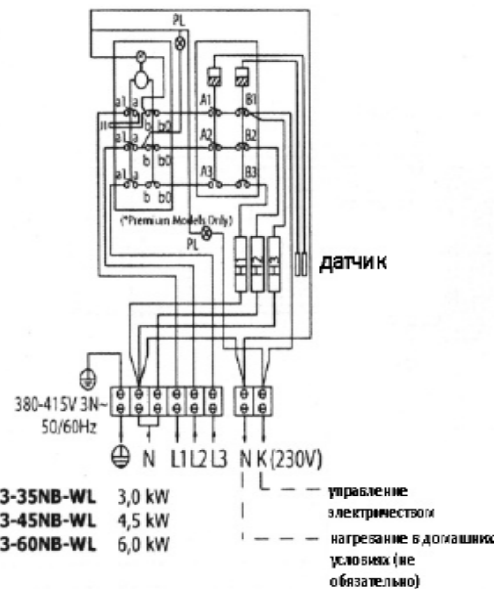 PL
a1 a A1 B1
J1 b b0
a1 a A2 B2
b b0
a1 a A3 B3
b b0
(*Premium Models Only)
PL
H1 H2 H3
датчик
380-415V 3N~
50/60Hz
N L1 L2 L3 N K (230V)
3-35NB-WL 3,0 kW
3-45NB-WL 4,5 kW
3-60NB-WL 6,0 kW
управление
электричеством
нагревание в домашних
условиях (не
обязательно)